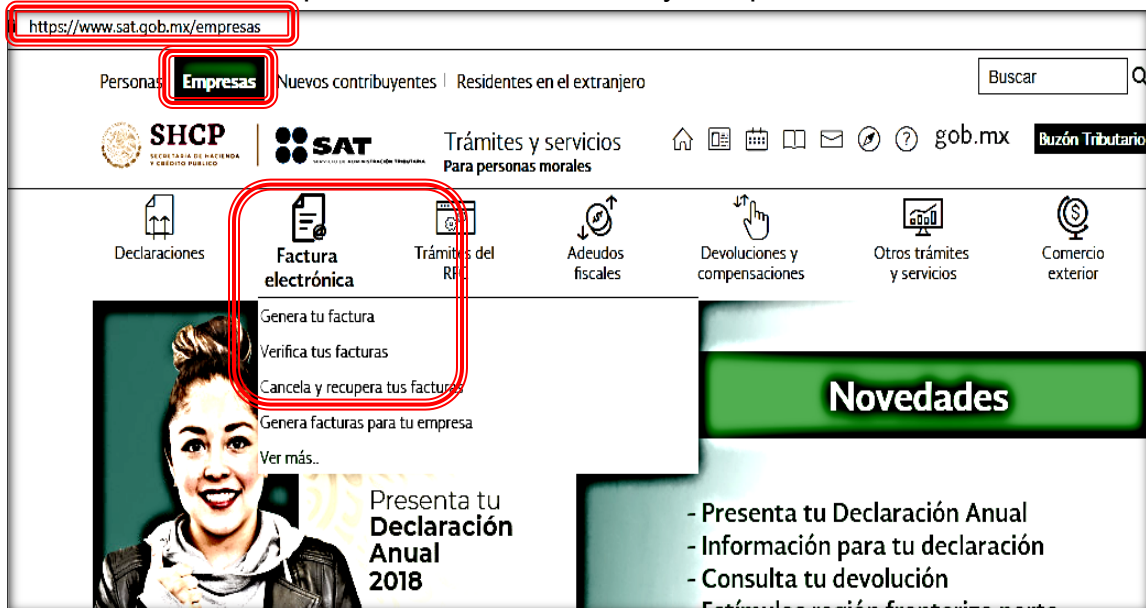 https://www.sat.gob.mx/empresas
Personas Empresas Nuevos contribuyentes Residentes en el extranjero
Buscar
SHCP
SECRETARÍA DE HACIENDA
Y CRÉDITO PÚBLICO
SAT
SERVICIO DE ADMINISTRACIÓN TRIBUTARIA
Trámites y servicios
Para personas morales
gob.mx
Buzón Tributario
Declaraciones
Factura
electrónica
Trámites del
RFC
Adeudos
fiscales
Devoluciones y
compensaciones
Otros trámites
y servicios
Comercio
exterior
Genera tu factura
Verifica tus facturas
Cancela y recupera tus facturas
Genera facturas para tu empresa
Ver más..
Novedades
Presenta tu
Declaración
Anual
2018
- Presenta tu Declaración Anual
- Información para tu declaración
- Consulta tu devolución